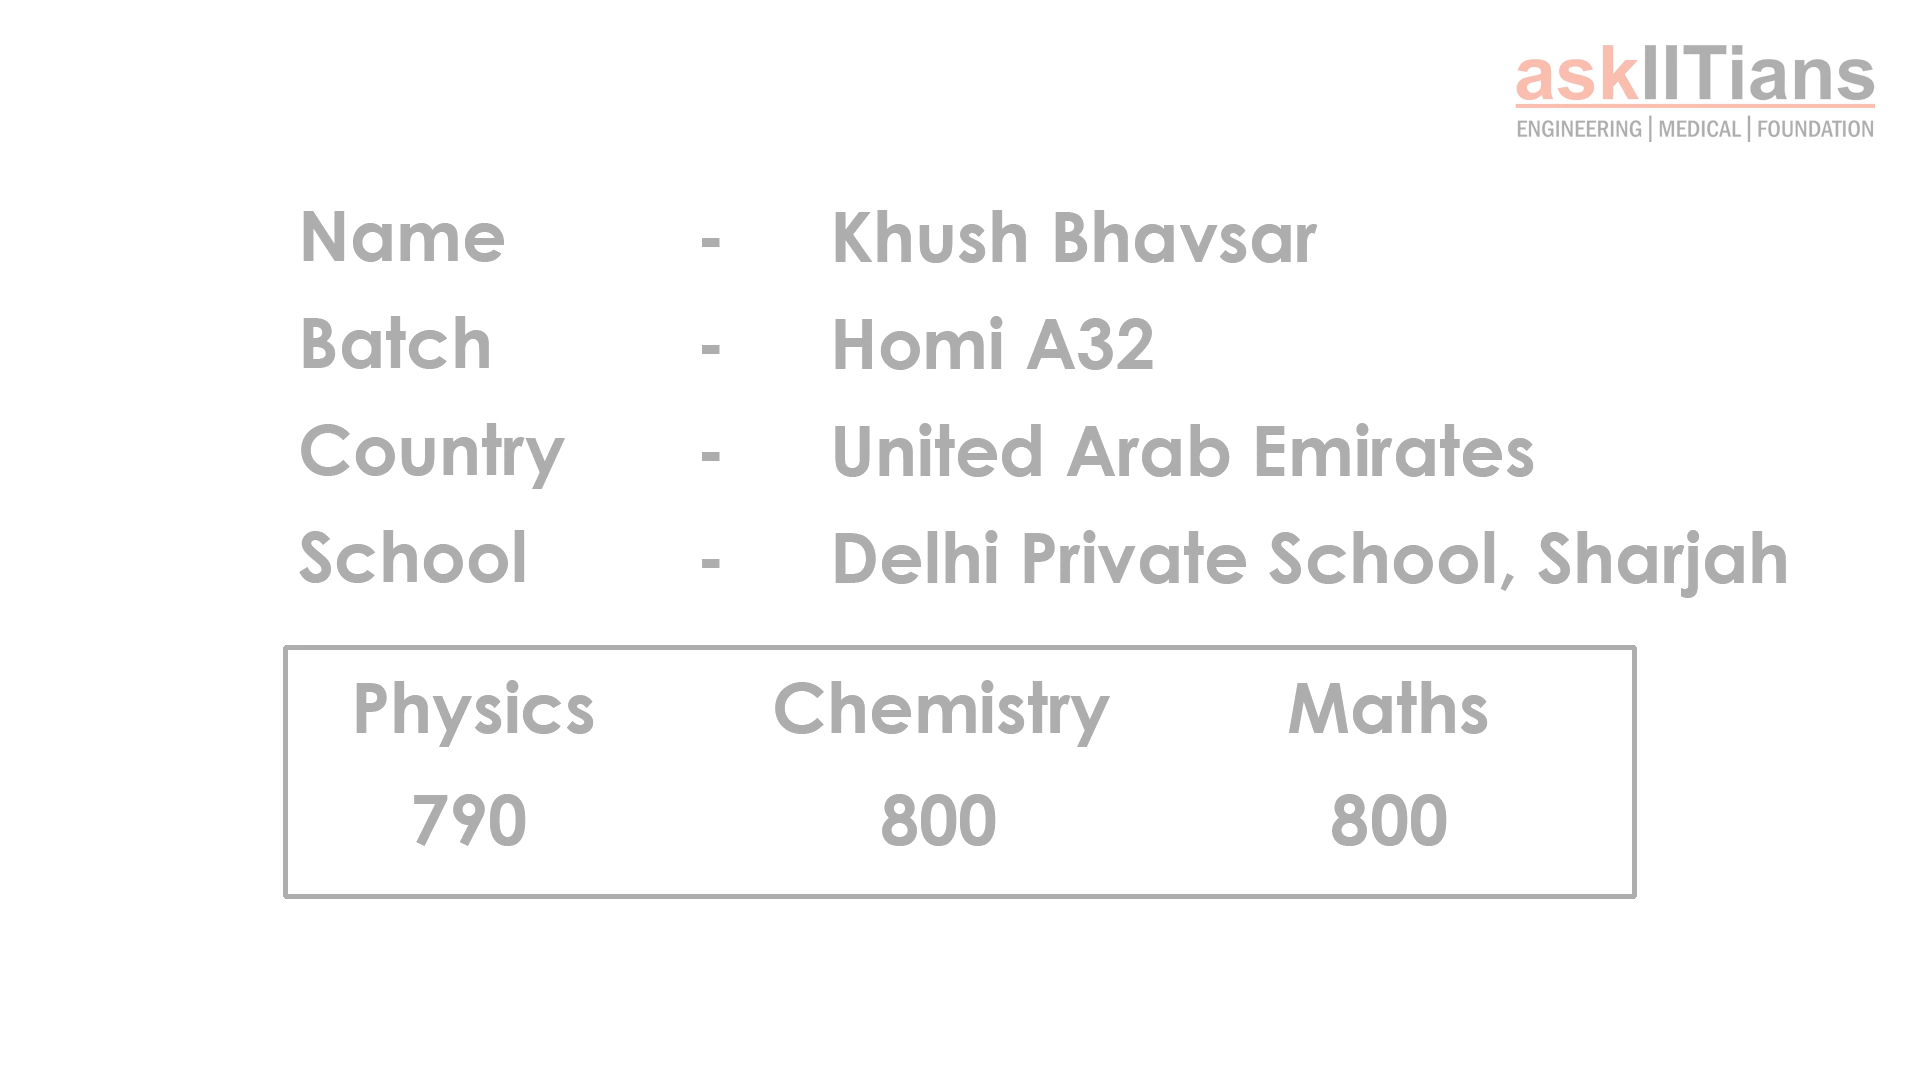 askIITians
ENGINEERING | MEDICAL | FOUNDATION
Name - Khush Bhavsar
Batch - Homi A32
Country - United Arab Emirates
School - Delhi Private School, Sharjah
Physics Chemistry Maths
790 800 800